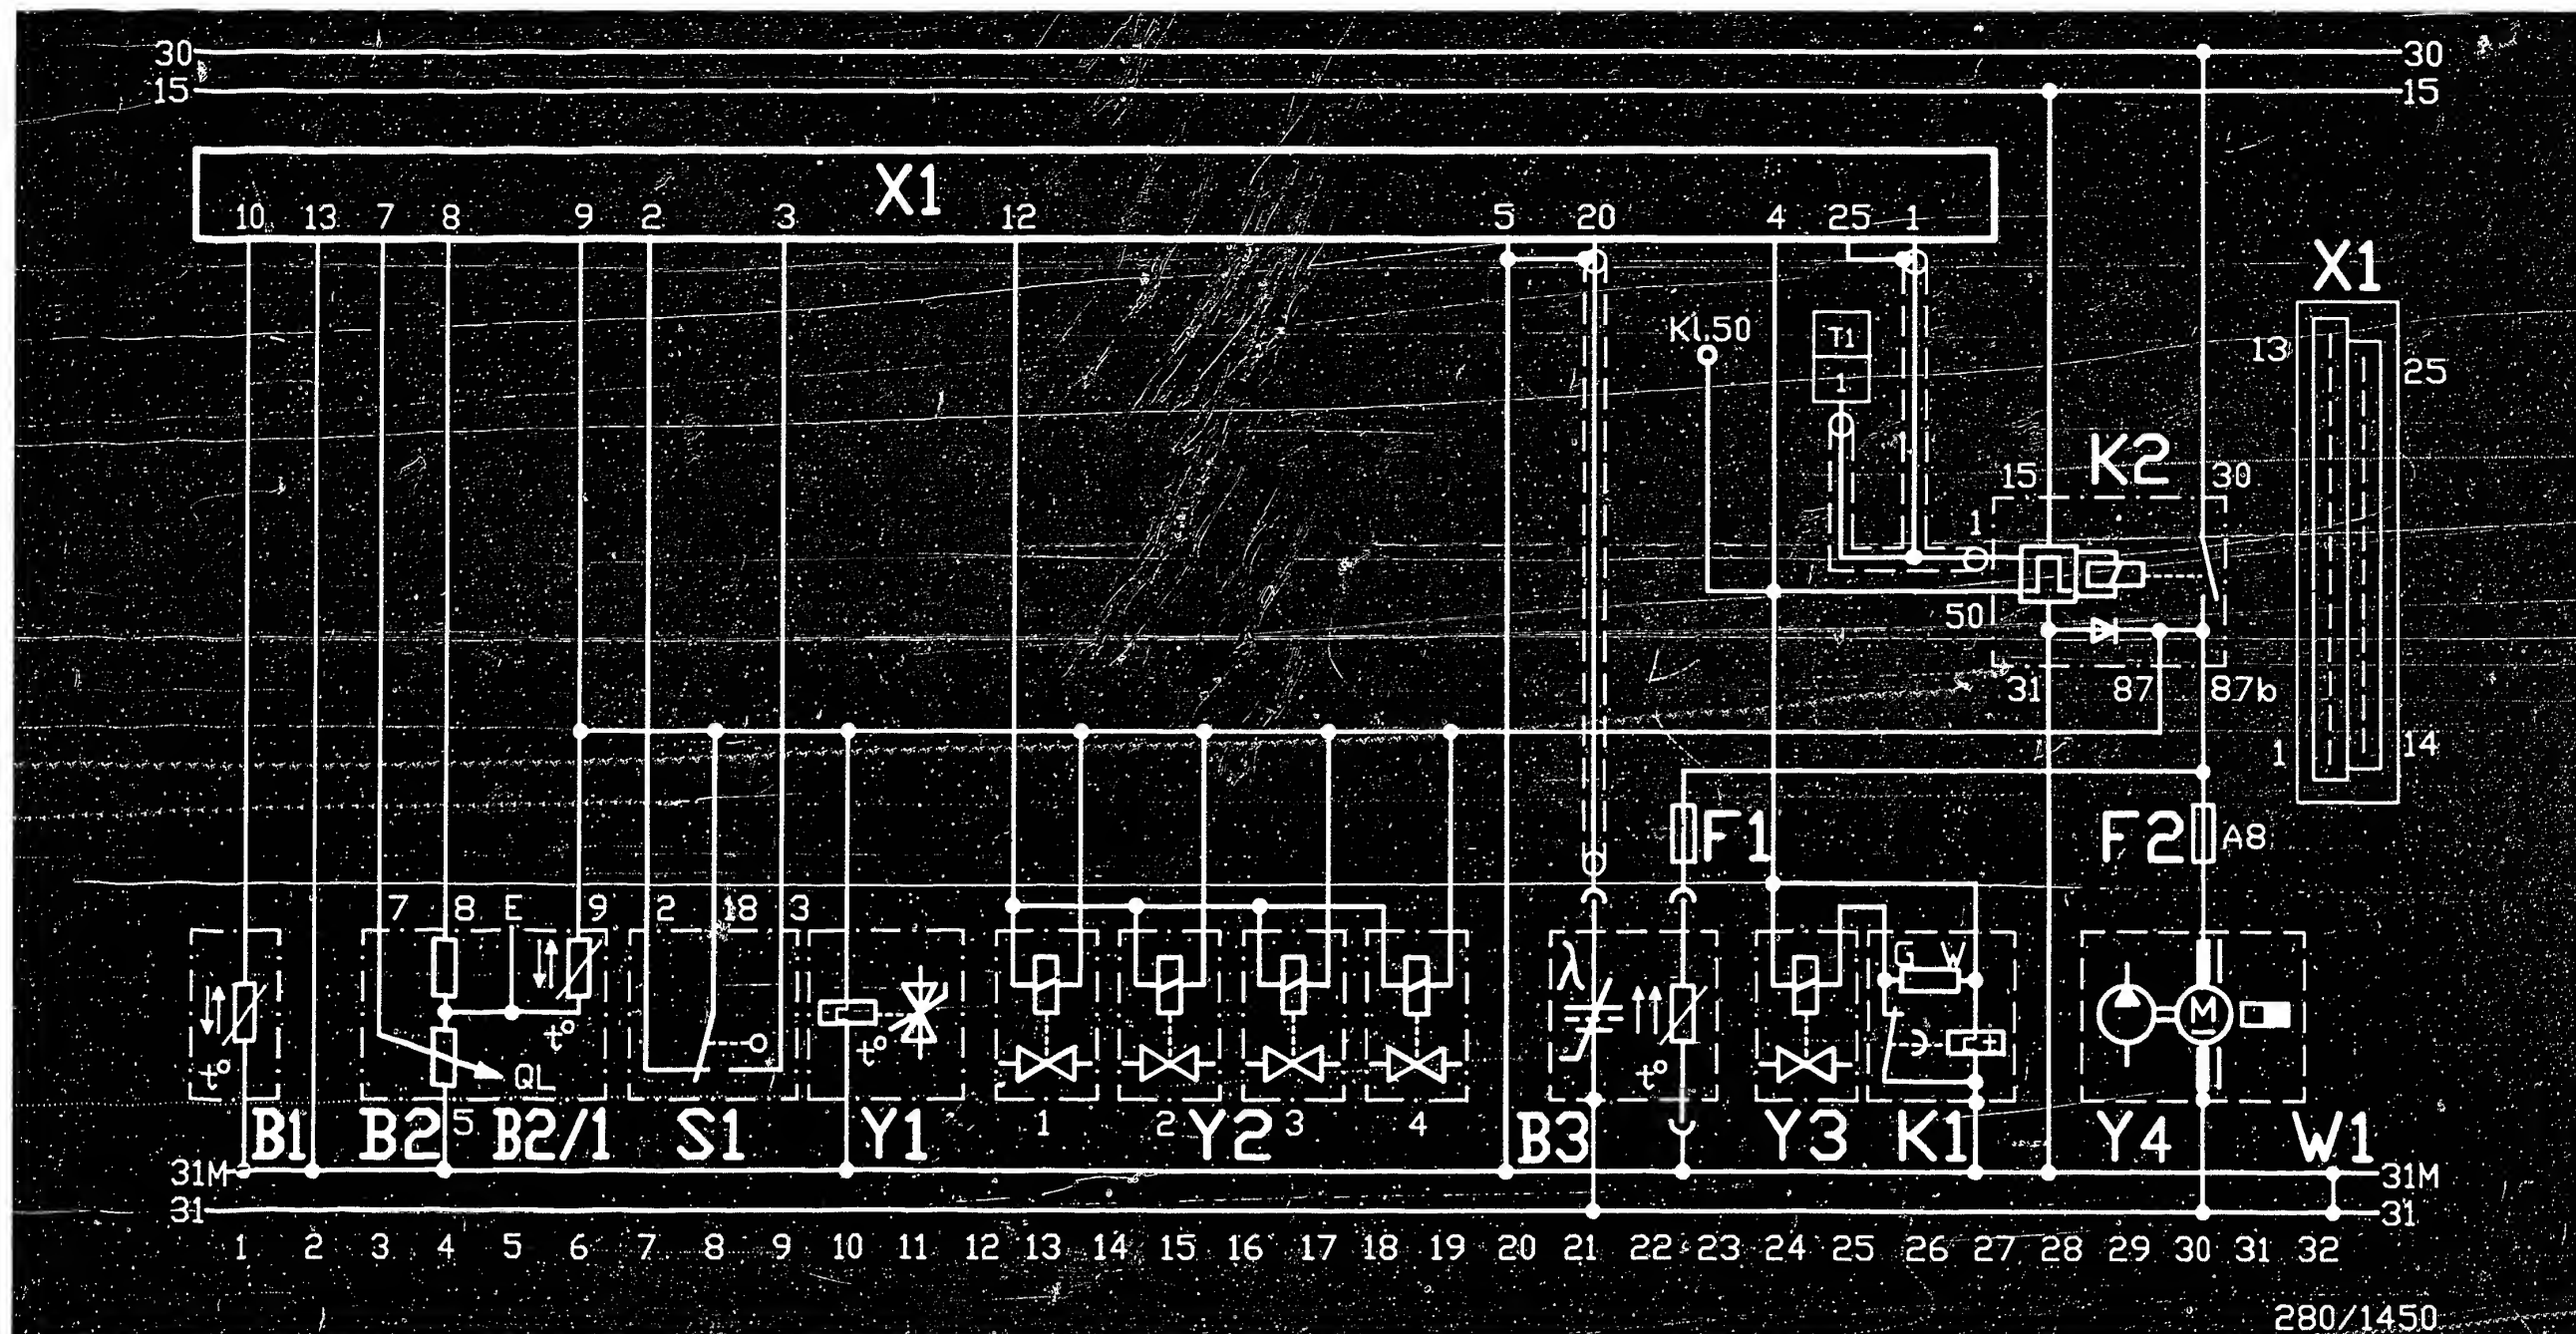 30 30
15 15
X1
10 13 7 8 9 2 3 12 5 20 4 25 1
X1
Kl.50
T1
1
13
25
K2
15 30
1
50
31 87 87b
1
14
F1
F2
A8
7 8 E 9 2 18 3
λ
G W
M
t° t° t° t°
QL
B1 B2 5 B2/1 S1 Y1 1 2 Y2 3 4 B3 Y3 K1 Y4 W1
31M 31M
31 31
1 2 3 4 5 6 7 8 9 10 11 12 13 14 15 16 17 18 19 20 21 22 23 24 25 26 27 28 29 30 31 32
280/1450